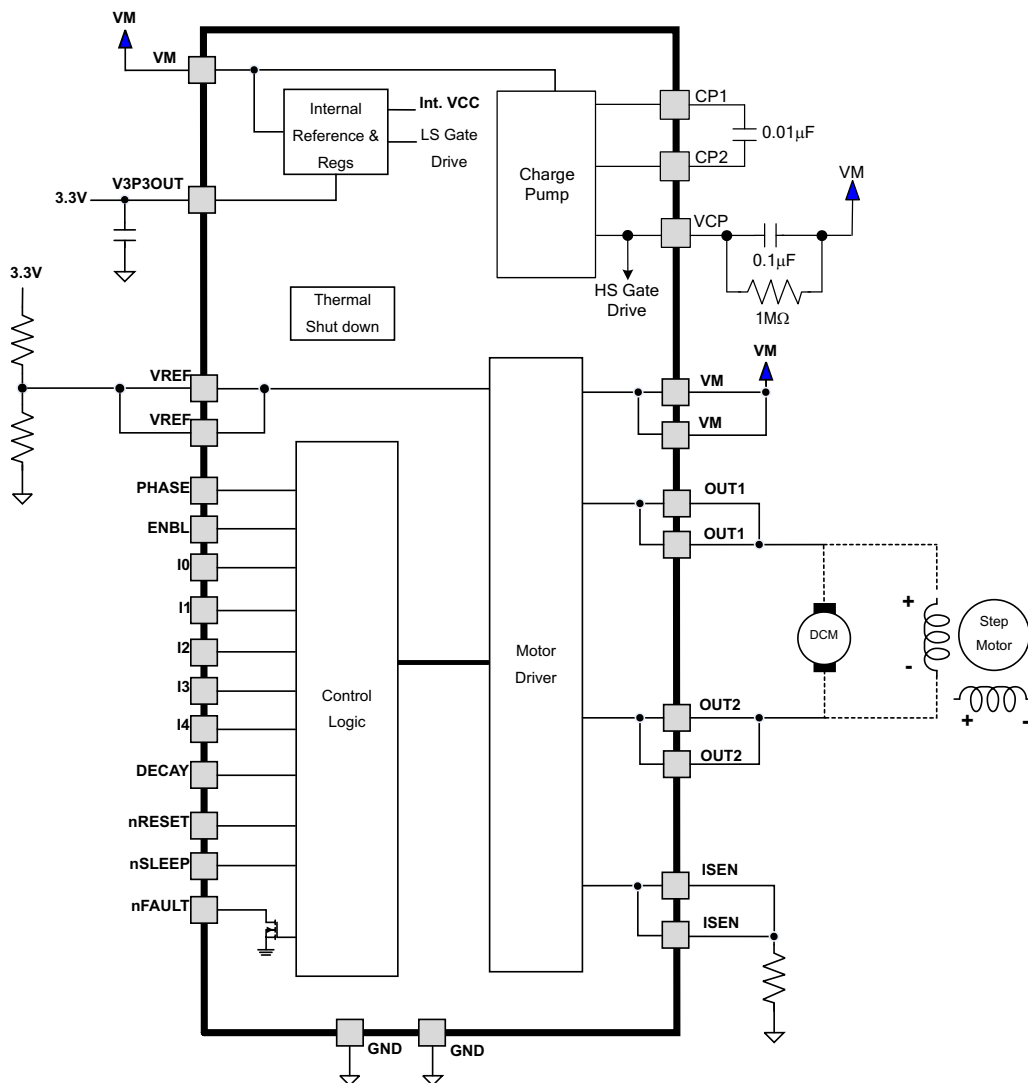 VM
VM
Internal
Reference &
Regs
Int. VCC
LS Gate
Drive
V3P3OUT
3.3V
Charge
Pump
CP1
0.01μF
CP2
VM
VCP
0.1μF
1MΩ
HS Gate
Drive
3.3V
Thermal
Shut down
VREF
VREF
VM
VM
VM
PHASE
ENBL
I0
I1
I2
I3
I4
DECAY
nRESET
nSLEEP
nFAULT
Control
Logic
Motor
Driver
OUT1
OUT1
DCM
+
-
Step
Motor
+
-
OUT2
OUT2
ISEN
ISEN
GND
GND